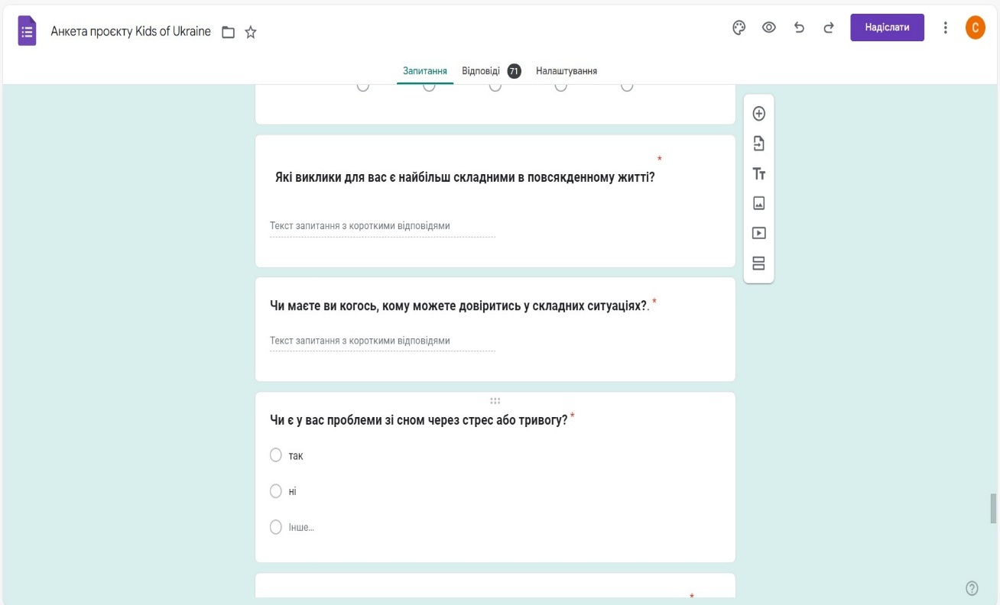 Анкета проєкту Kids of Ukraine
Надіслати
C
Запитання Відповіді 71 Налаштування
*
Які виклики для вас є найбільш складними в повсякденному житті?
Текст запитання з короткими відповідями
Чи маєте ви когось, кому можете довіритись у складних ситуаціях?. *
Текст запитання з короткими відповідями
Чи є у вас проблеми зі сном через стрес або тривогу? *
так
ні
Інше...
*